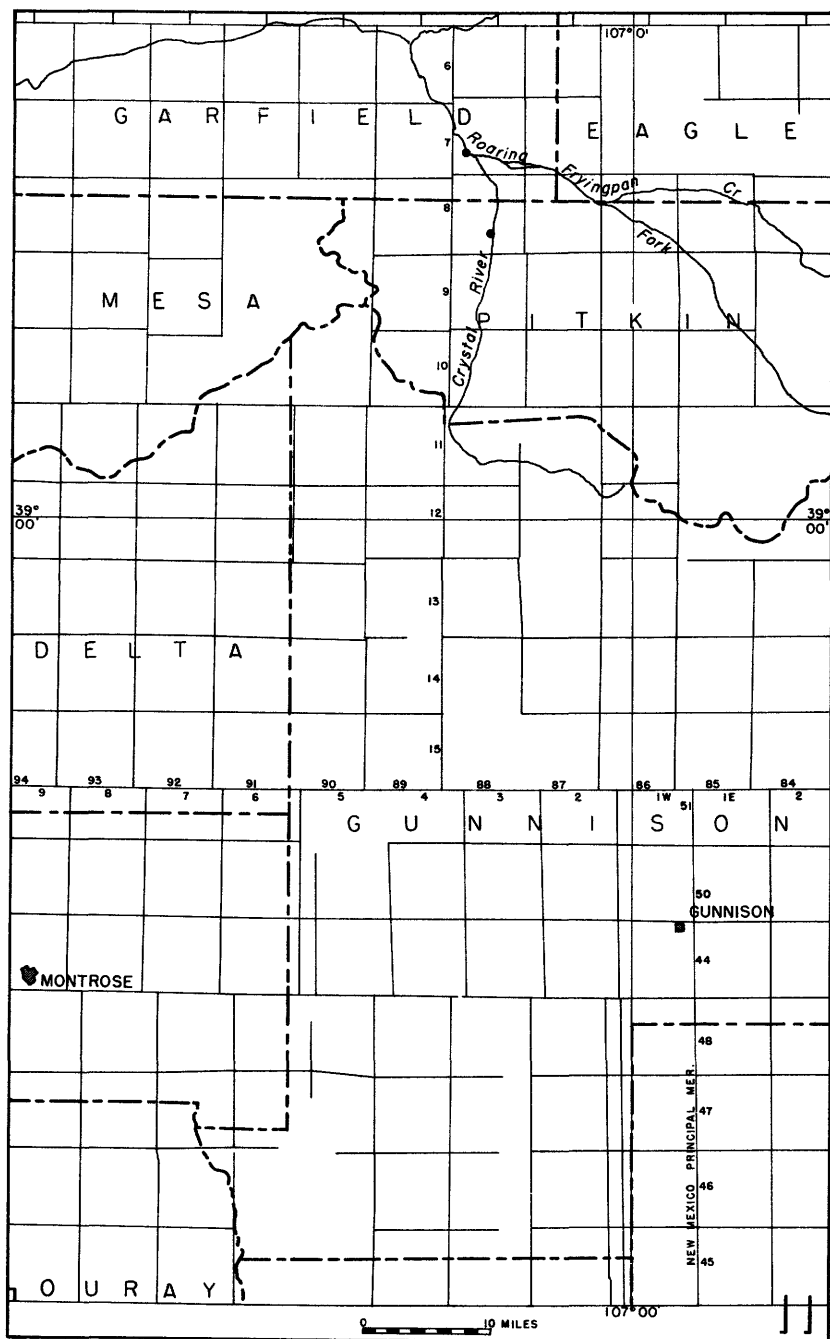 107° 0'
6
G A R F I E L D
E A G L E
7
Roaring
Fryingpan Cr
8
Fork
M E S A
9
Crystal River
P I T K I N
10
11
39°
00'
12
39°
00'
13
D E L T A
14
15
94 93 92 91 90 89 88 87 86 85 84
9 8 7 6 5 4 3 2 1W 1E 2
51
G U N N I S O N
50
GUNNISON
44
MONTROSE
48
NEW MEXICO PRINCIPAL MER.
47
46
45
O U R A Y
107° 00'
0 10 MILES